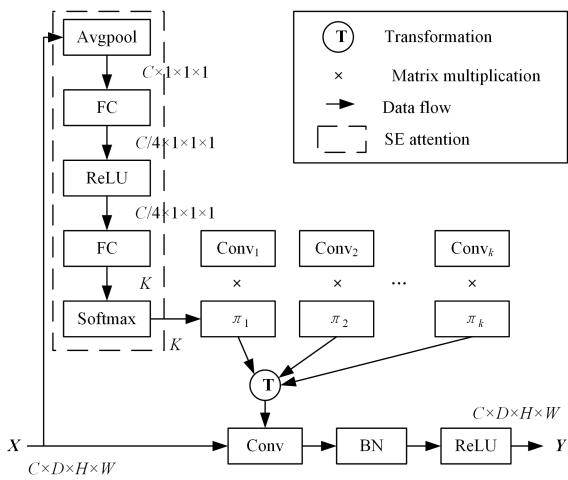 Avgpool
C×1×1×1
FC
C/4×1×1×1
ReLU
C/4×1×1×1
FC
K
Softmax
K
T Transformation
× Matrix multiplication
Data flow
SE attention
Conv1 Conv2 Convk
× × ... ×
π1 π2 πk
T
C×D×H×W
X Conv BN ReLU Y
C×D×H×W